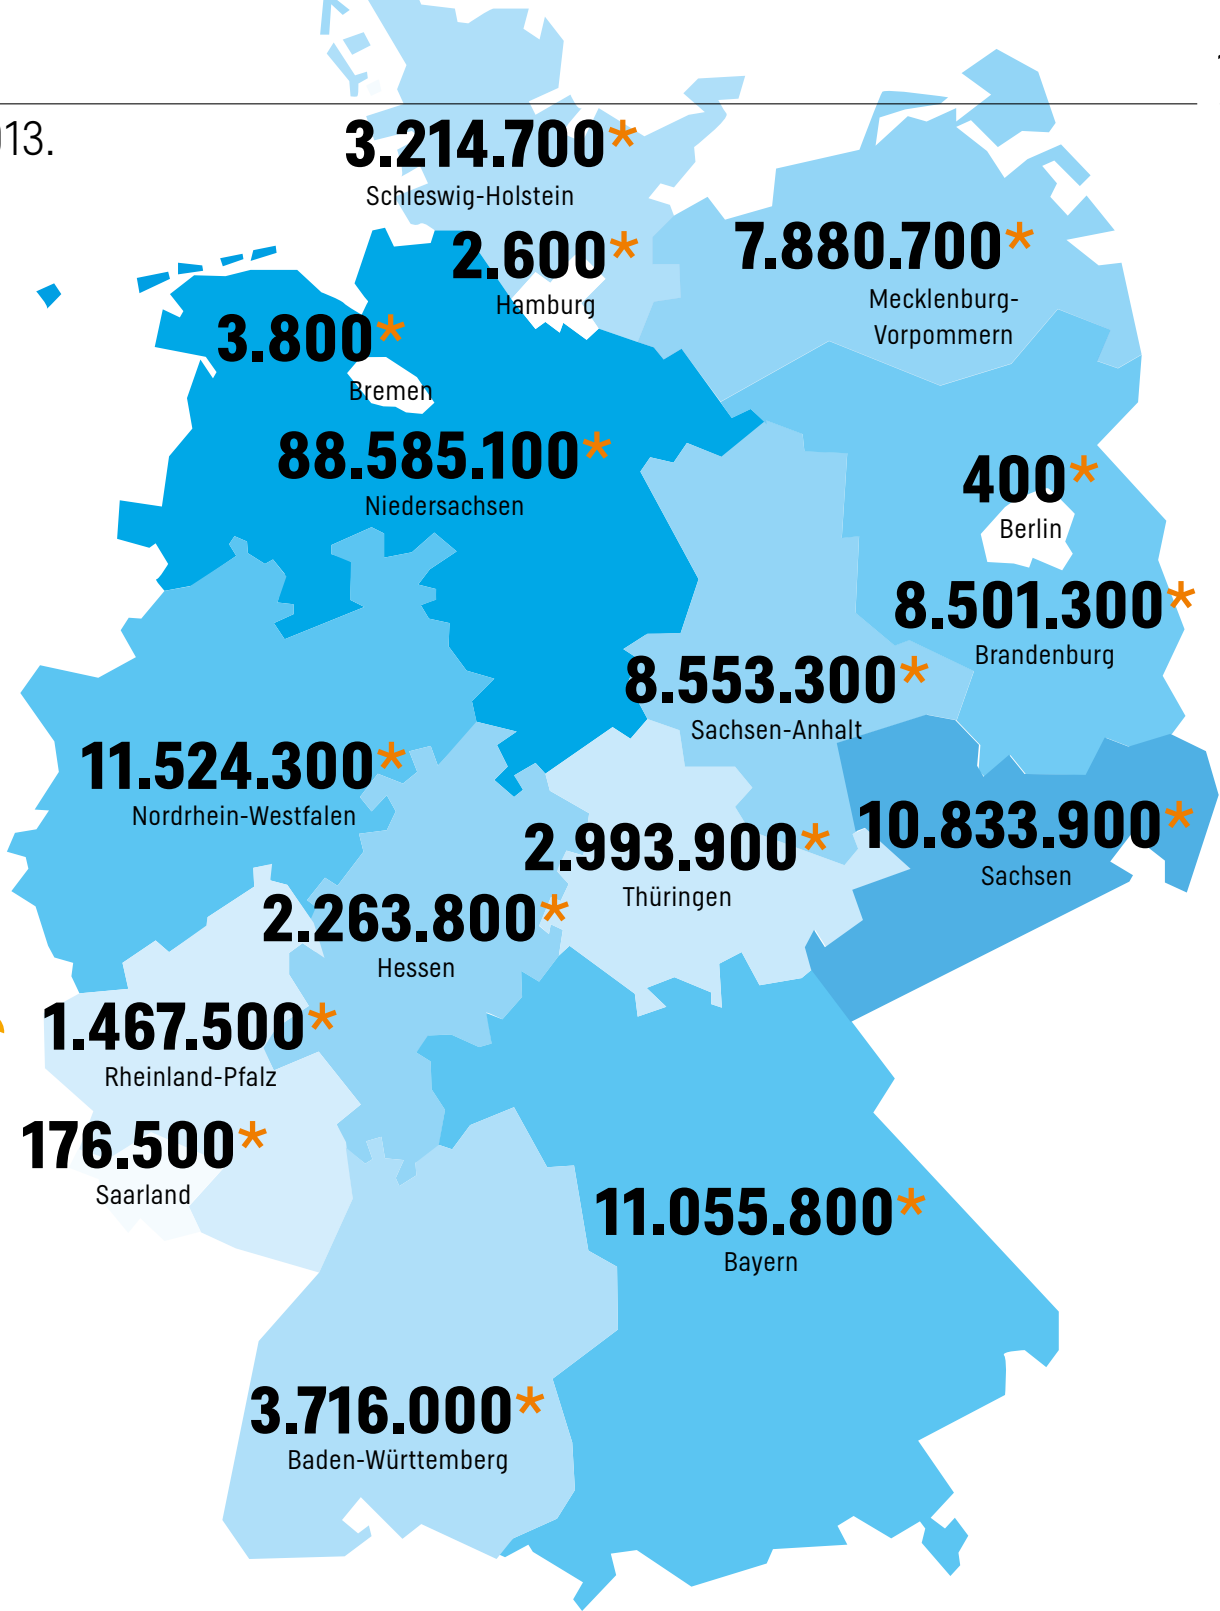 013.
3.214.700*
Schleswig-Holstein
2.600*
Hamburg
7.880.700*
Mecklenburg-
Vorpommern
3.800*
Bremen
88.585.100*
Niedersachsen
400*
Berlin
8.501.300*
Brandenburg
8.553.300*
Sachsen-Anhalt
11.524.300*
Nordrhein-Westfalen
10.833.900*
Sachsen
2.993.900*
Thüringen
2.263.800*
Hessen
1.467.500*
Rheinland-Pfalz
176.500*
Saarland
11.055.800*
Bayern
3.716.000*
Baden-Württemberg